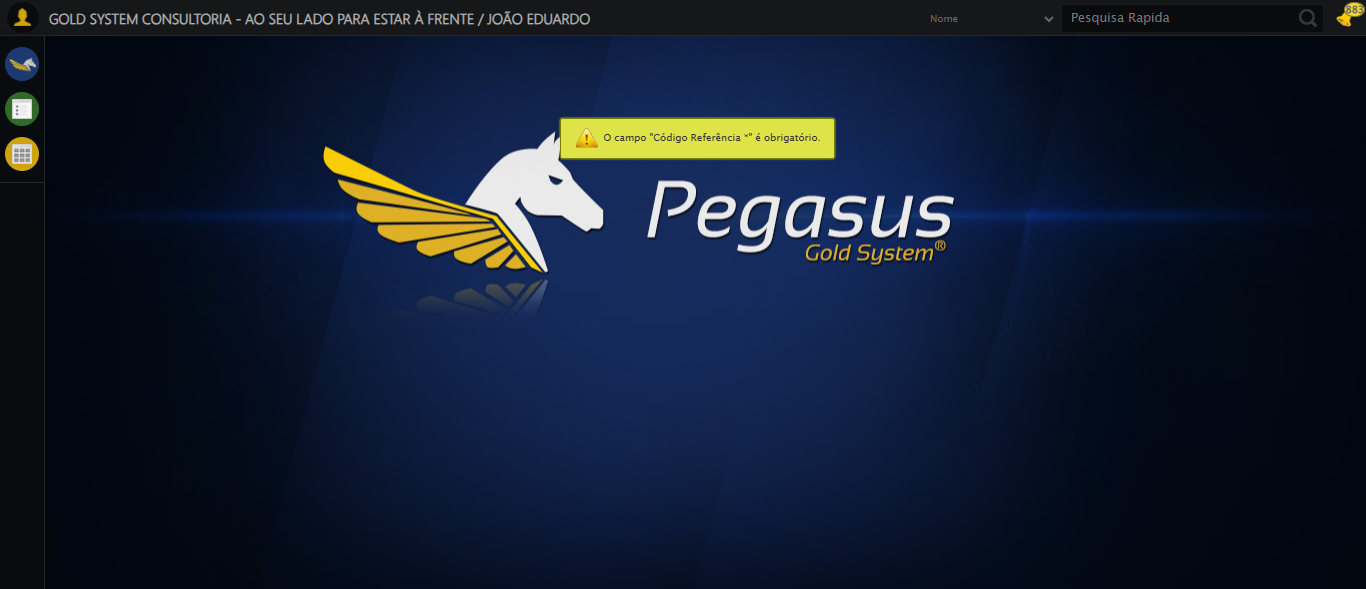 GOLD SYSTEM CONSULTORIA - AO SEU LADO PARA ESTAR À FRENTE / JOÃO EDUARDO
Nome
Pesquisa Rapida
883
O campo "Código Referência *" é obrigatório.
Pegasus
Gold System®